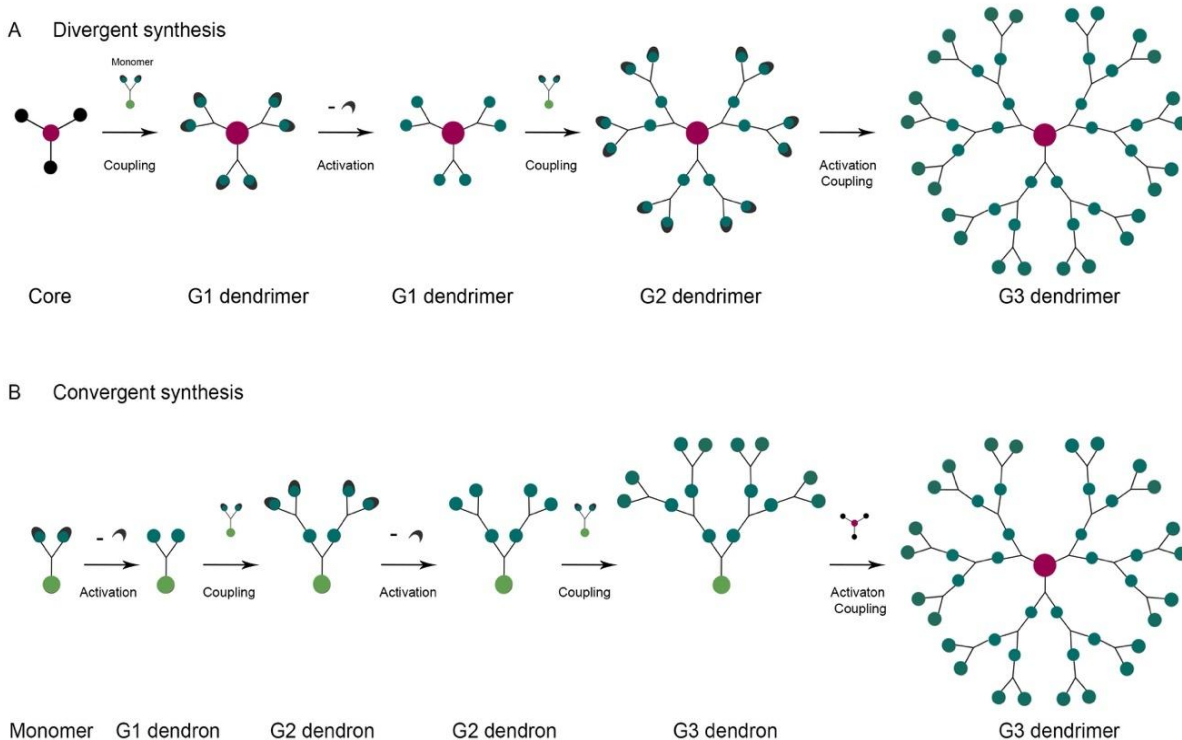 A Divergent synthesis
Monomer
Coupling
Activation
Coupling
Activation
Coupling
Core
G1 dendrimer
G1 dendrimer
G2 dendrimer
G3 dendrimer
B Convergent synthesis
Activation
Coupling
Activation
Coupling
Activaton
Coupling
Monomer
G1 dendron
G2 dendron
G2 dendron
G3 dendron
G3 dendrimer